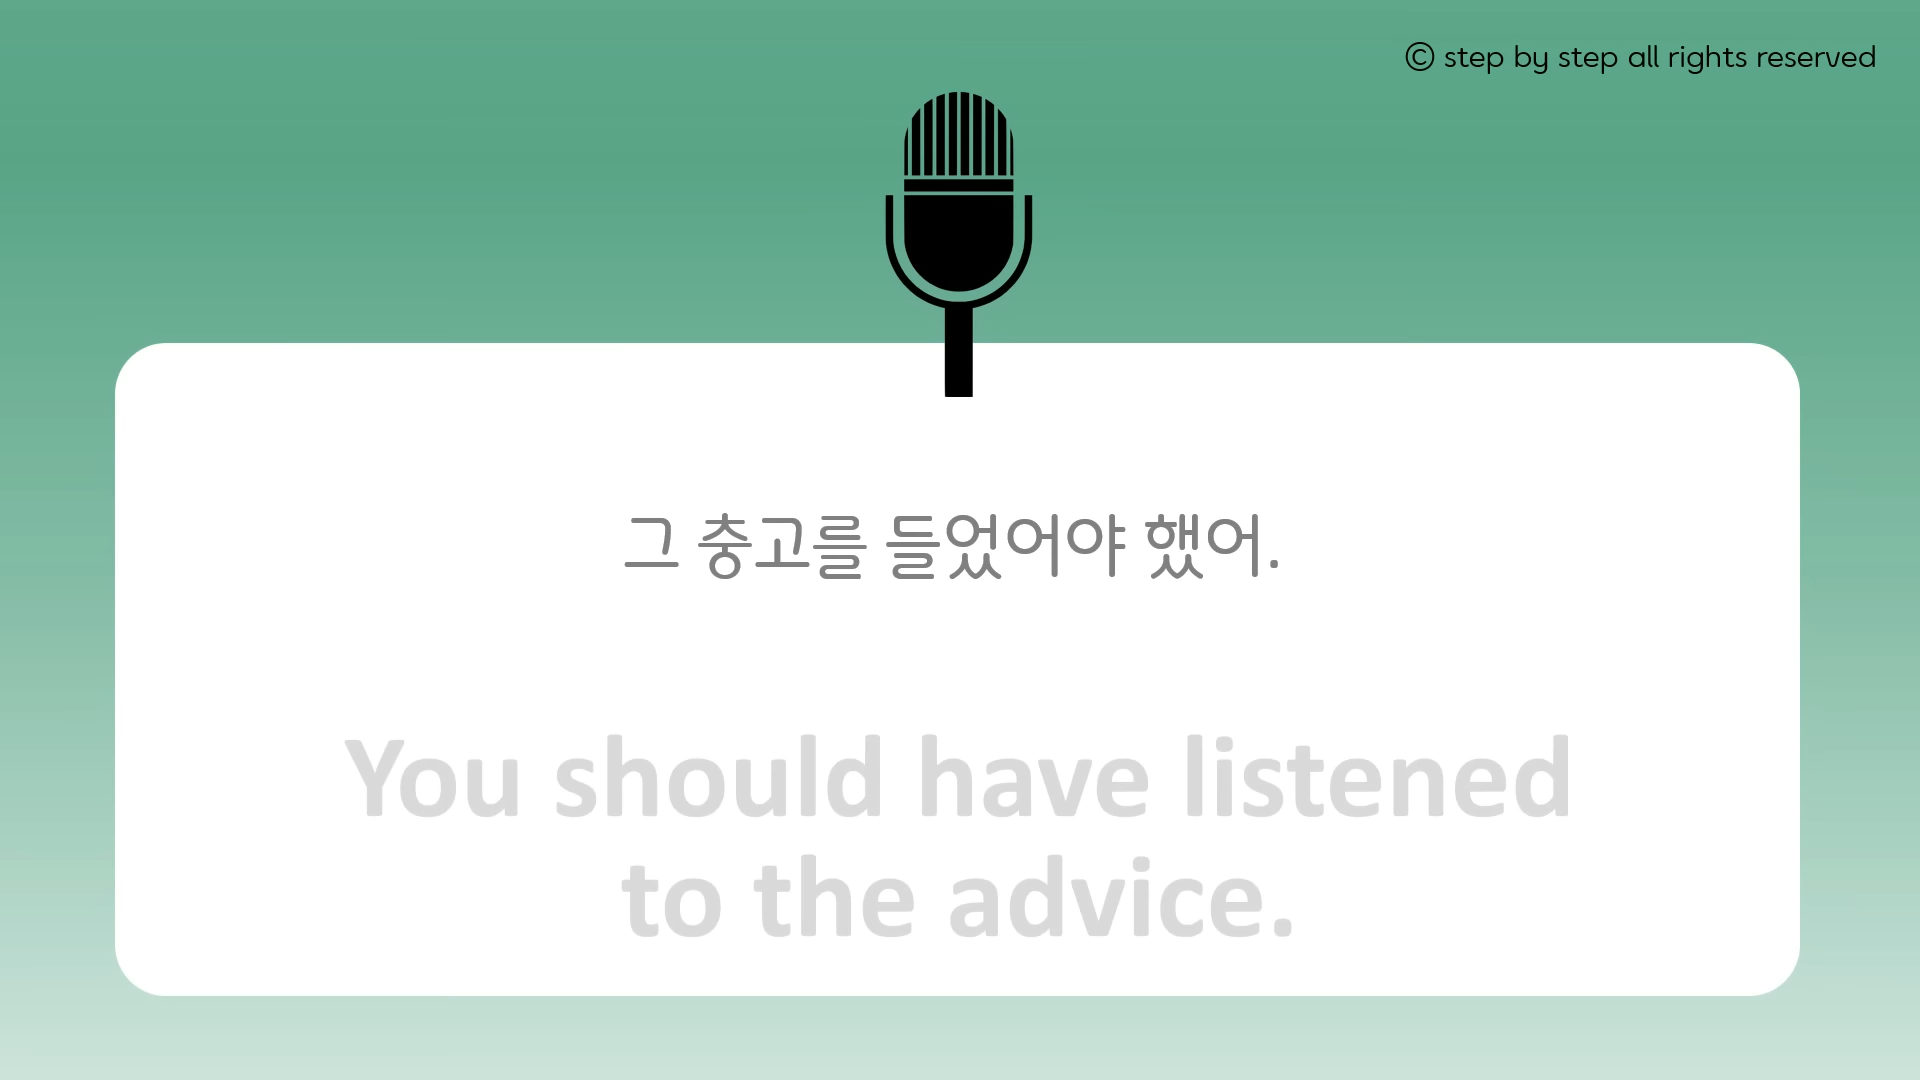 © step by step all rights reserved
그 충고를 들었어야 했어.
You should have listened
to the advice.